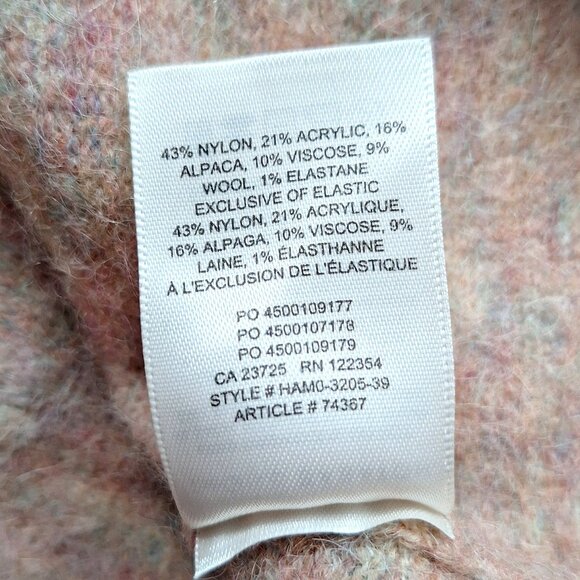 43% NYLON, 21% ACRYLIC, 16%
ALPACA, 10% VISCOSE, 9%
WOOL, 1% ELASTANE
EXCLUSIVE OF ELASTIC
43% NYLON, 21% ACRYLIQUE,
16% ALPAGA, 10% VISCOSE, 9%
LAINE, 1% ÉLASTHANNE
À L'EXCLUSION DE L'ÉLASTIQUE
PO 4500109177
PO 4500107178
PO 4500109179
CA 23725 RN 122354
STYLE # HAM0-3205-39
ARTICLE # 74367